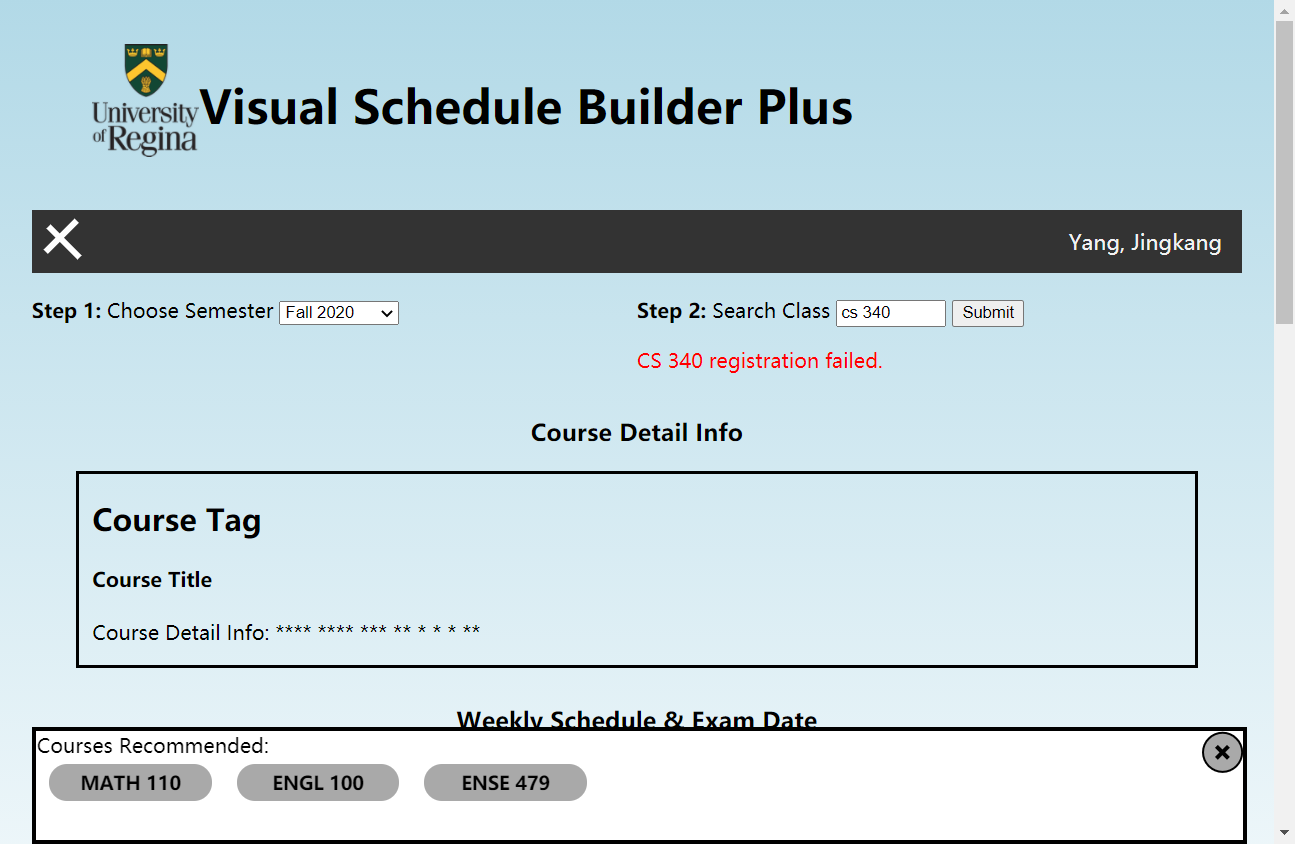 University
of Regina
Visual Schedule Builder Plus
Yang, Jingkang
Step 1: Choose Semester Fall 2020
Step 2: Search Class cs 340 Submit
CS 340 registration failed.
Course Detail Info
Course Tag
Course Title
Course Detail Info: **** **** *** ** * * * **
Weekly Schedule & Exam Date
Courses Recommended:
MATH 110 ENGL 100 ENSE 479